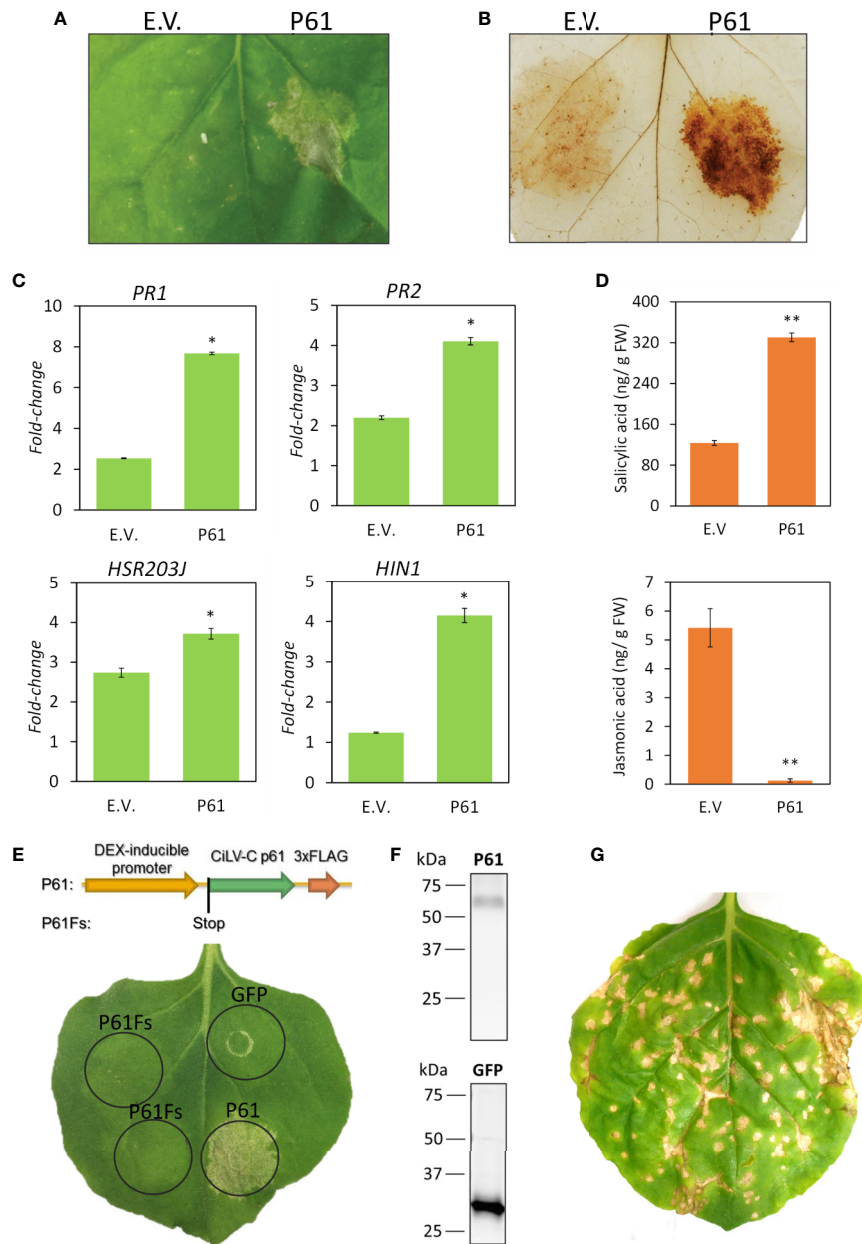 A E.V. P61 B E.V. P61
C PR1 PR2 D
Fold-change 10 8 6 4 2 0 * E.V. P61
Fold-change 5 4 3 2 1 0 * E.V. P61
Salicylic acid (ng/ g FW) 400 320 240 160 80 0 ** E.V P61
HSR203J HIN1
Fold-change 5 4 3 2 1 0 * E.V. P61
Fold-change 5 4 3 2 1 0 * E.V. P61
Jasmonic acid (ng/ g FW) 7 6 5 4 3 2 1 0 ** E.V P61
E
DEX-inducible
promoter
CiLV-C p61 3xFLAG
P61:
P61Fs: Stop
GFP
P61Fs
P61Fs P61
F
kDa P61
75
50
37
25
kDa GFP
75
50
37
25
G